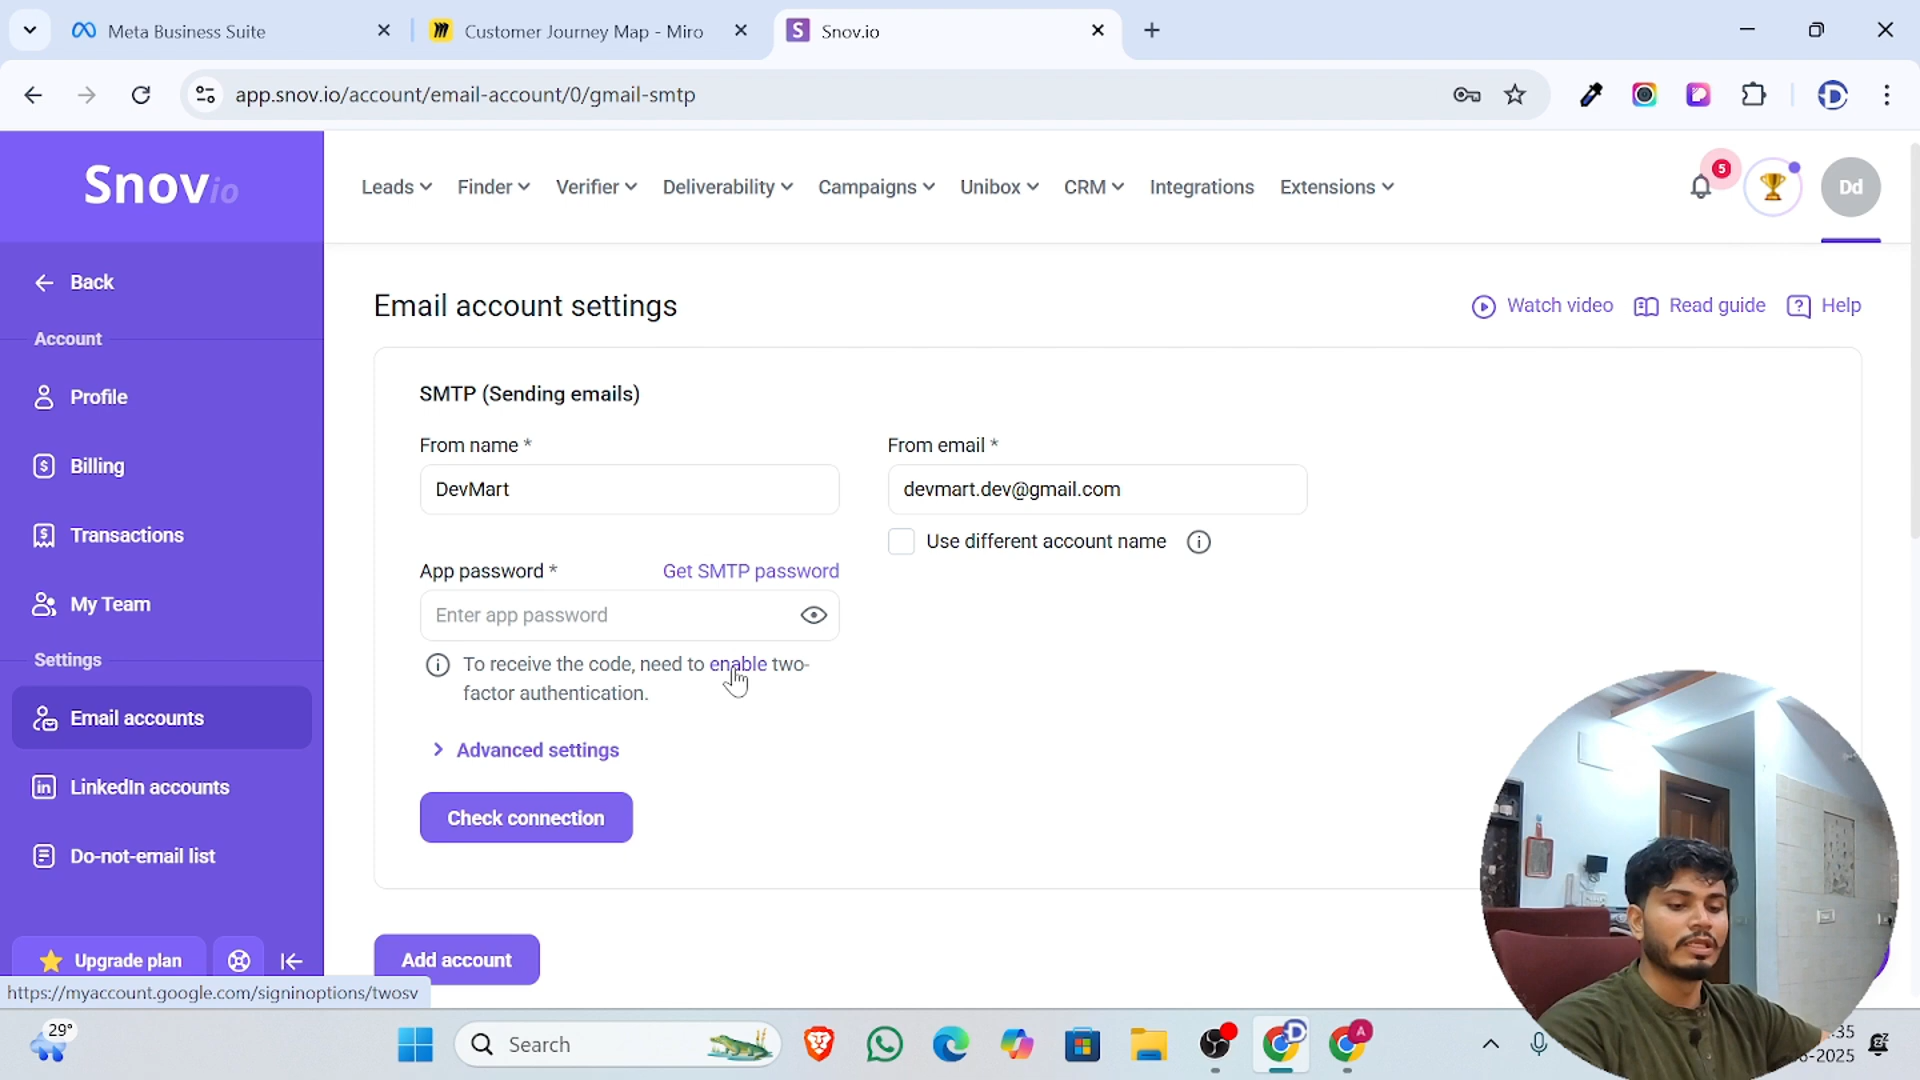 Meta Business Suite
Customer Journey Map - Miro
Snov.io
app.snov.io/account/email-account/0/gmail-smtp
Snovio
Leads
Finder
Verifier
Deliverability
Campaigns
Unibox
CRM
Integrations
Extensions
5
Dd
Back
Account
Profile
Billing
Transactions
My Team
Settings
Email accounts
LinkedIn accounts
Do-not-email list
Upgrade plan
https://myaccount.google.com/signinoptions/twosv
Email account settings
Watch video
Read guide
Help
SMTP (Sending emails)
From name *
DevMart
From email *
devmart.dev@gmail.com
Use different account name
App password *
Get SMTP password
Enter app password
To receive the code, need to enable two-
factor authentication.
Advanced settings
Check connection
Add account
29°
Search
D
A
:35
-2025